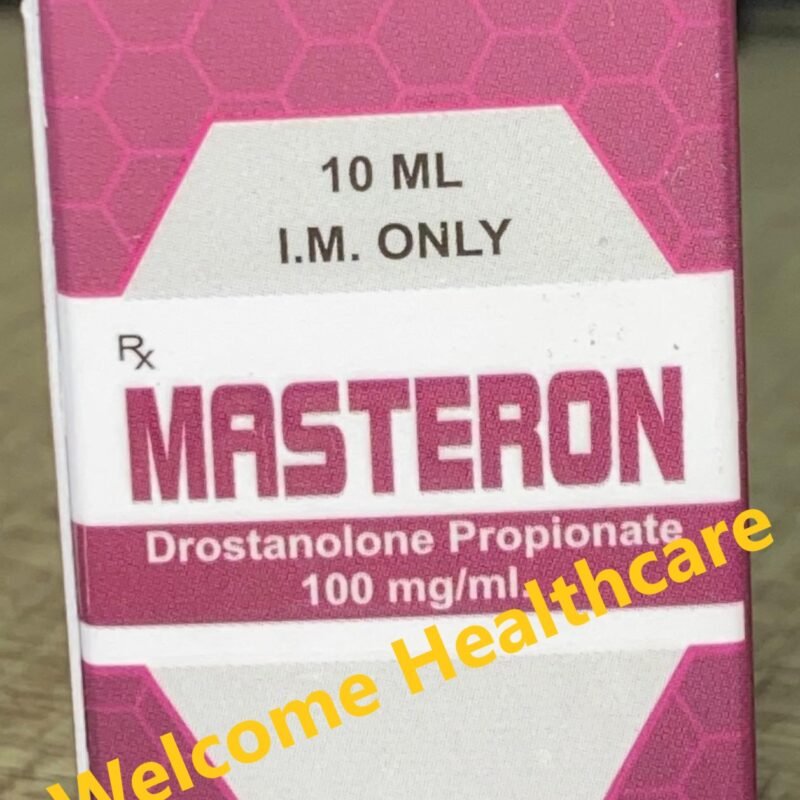 10 ML
I.M. ONLY
Rx
MASTERON
Drostanolone Propionate
100 mg/ml.
Welcome Healthcare